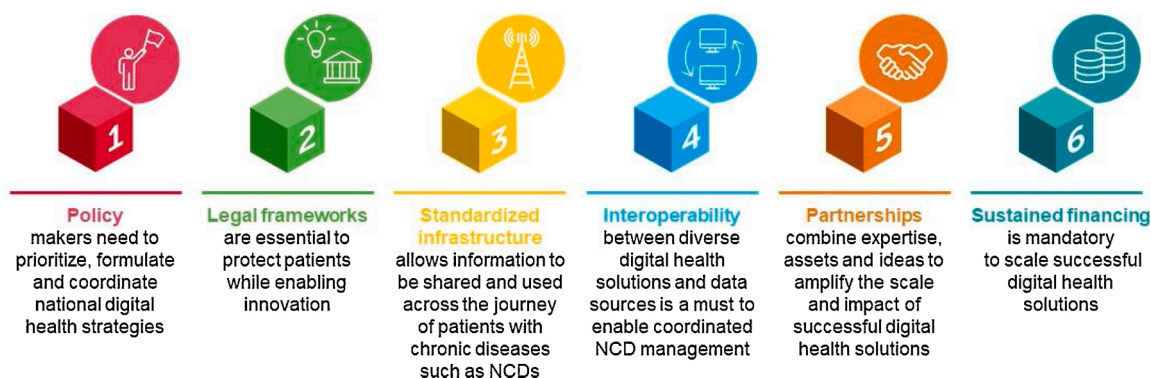 1
Policy
makers need to
prioritize, formulate
and coordinate
national digital
health strategies
2
Legal frameworks
are essential to
protect patients
while enabling
innovation
3
Standardized
infrastructure
allows information to
be shared and used
across the journey
of patients with
chronic diseases
such as NCDs
4
Interoperability
between diverse
digital health
solutions and data
sources is a must to
enable coordinated
NCD management
5
Partnerships
combine expertise,
assets and ideas to
amplify the scale
and impact of
successful digital
health solutions
6
Sustained financing
is mandatory
to scale successful
digital health
solutions